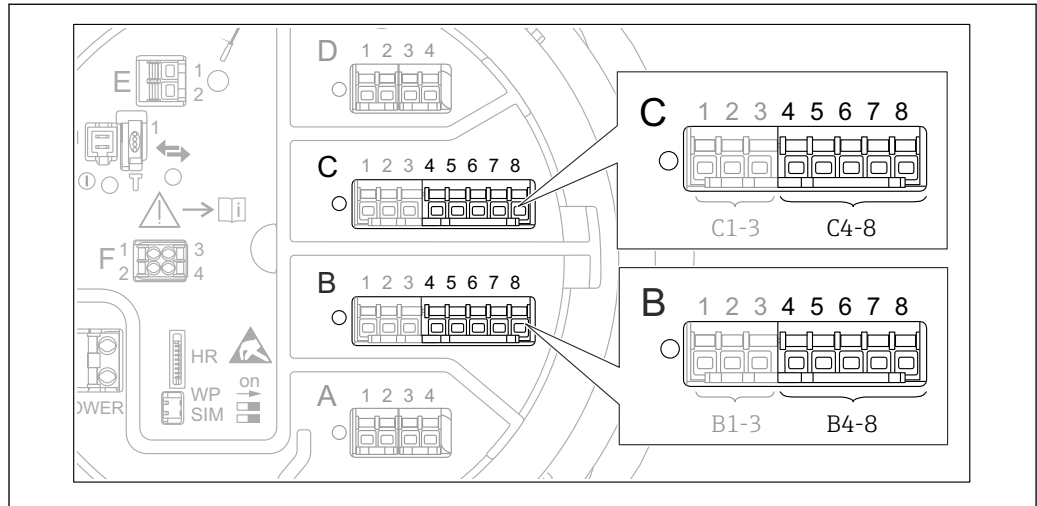 D 1 2 3 4
E 1
2
1
C 1 2 3 4 5 6 7 8
i
F 1 3
2 4
B 1 2 3 4 5 6 7 8
HR
WP on
SIM
OWER
A 1 2 3 4
C 1 2 3 4 5 6 7 8
C1-3 C4-8
B 1 2 3 4 5 6 7 8
B1-3 B4-8